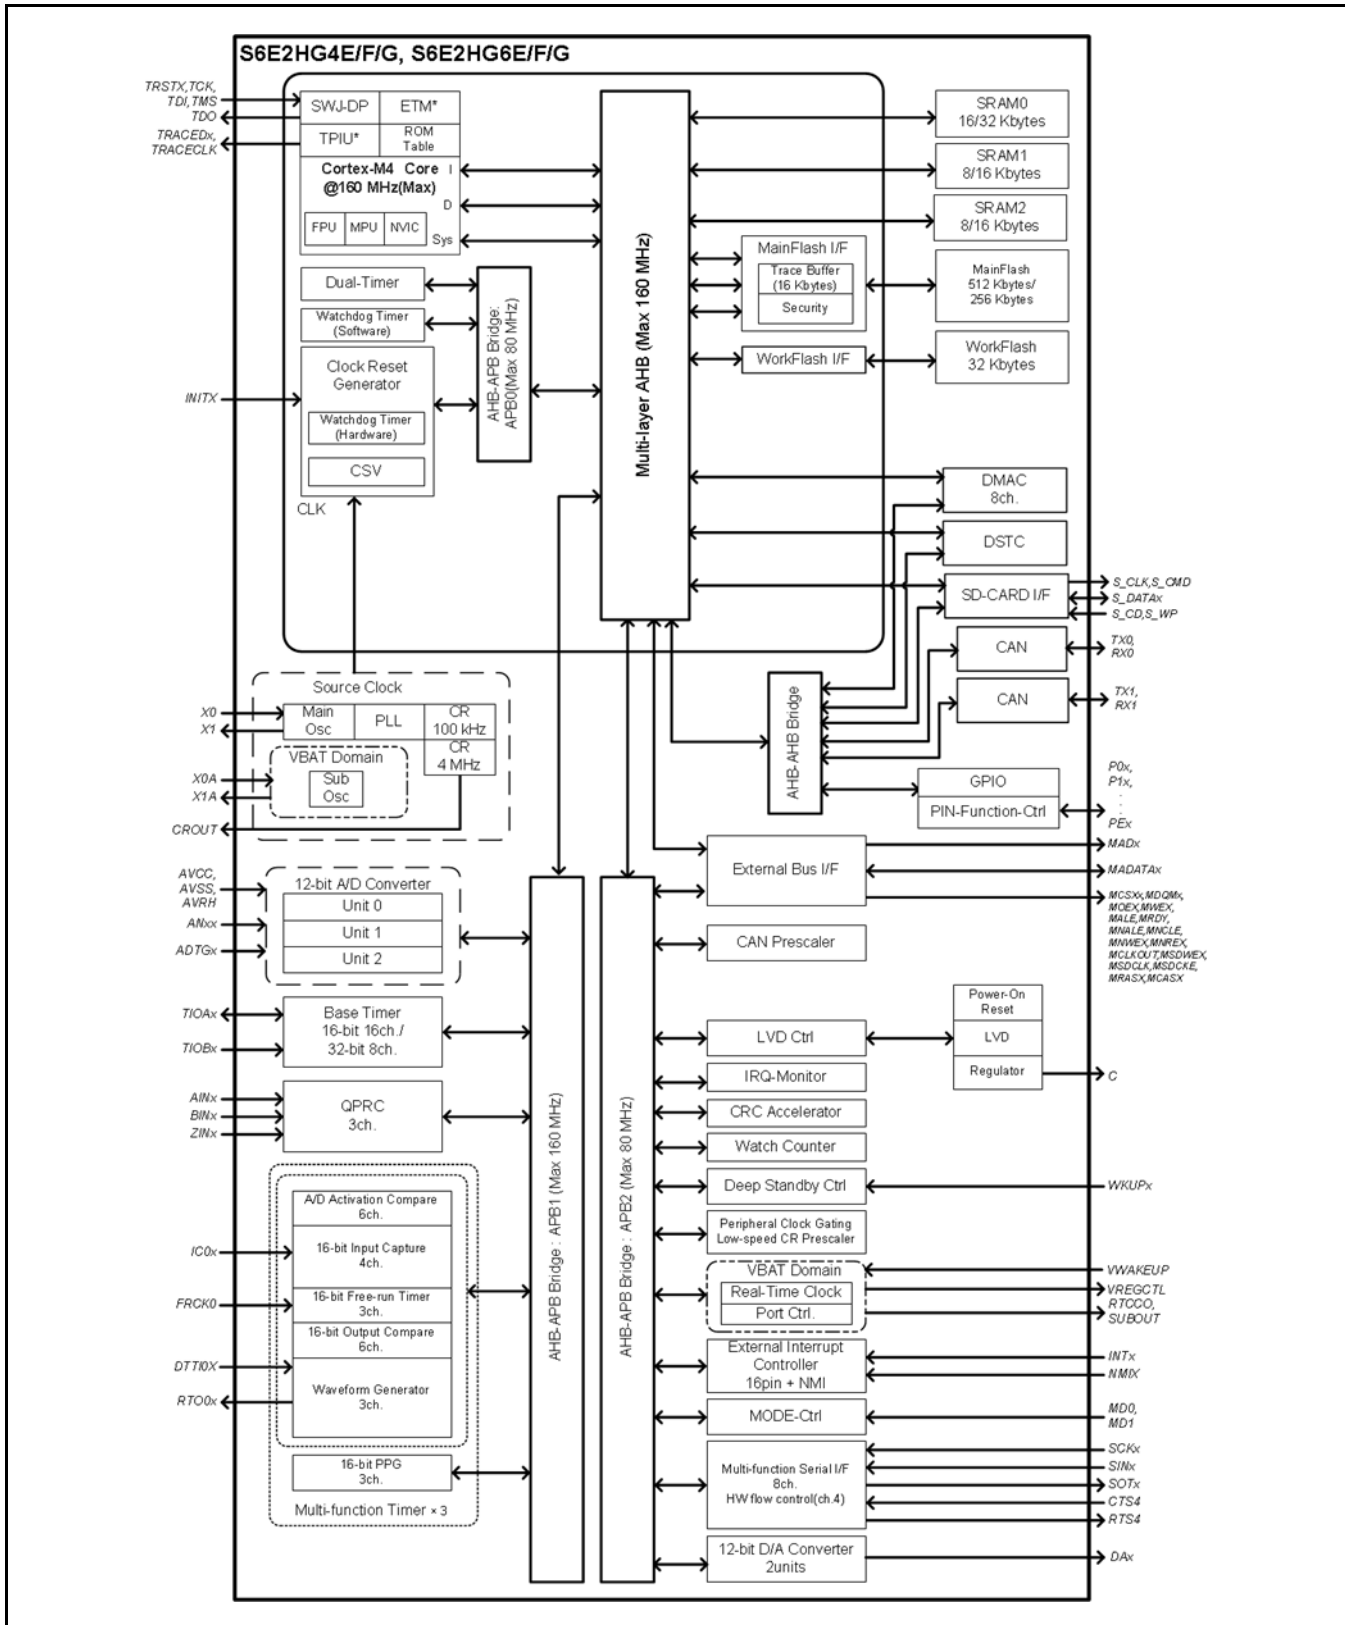 S6E2HG4E/F/G, S6E2HG6E/F/G
TRSTX,TCK,
TDI,TMS
TDO
TRACEDx,
TRACECLK
SWJ-DP
ETM*
TPIU*
ROM
Table
Cortex-M4 Core
@160 MHz(Max)
I
D
Sys
FPU
MPU
NVIC
Dual-Timer
Watchdog Timer
(Software)
Clock Reset
Generator
Watchdog Timer
(Hardware)
CSV
CLK
INITX
AHB-APB Bridge:
APB0(Max 80 MHz)
Multi-layer AHB (Max 160 MHz)
SRAM0
16/32 Kbytes
SRAM1
8/16 Kbytes
SRAM2
8/16 Kbytes
MainFlash I/F
Trace Buffer
(16 Kbytes)
Security
MainFlash
512 Kbytes/
256 Kbytes
WorkFlash I/F
WorkFlash
32 Kbytes
DMAC
8ch.
DSTC
SD-CARD I/F
S_CLK,S_CMD
S_DATAx
S_CD,S_WP
CAN
TX0,
RX0
CAN
TX1,
RX1
AHB-AHB Bridge
GPIO
PIN-Function-Ctrl
P0x,
P1x,
.
.
PEx
Source Clock
X0
X1
Main
Osc
PLL
CR
100 kHz
CR
4 MHz
VBAT Domain
Sub
Osc
X0A
X1A
CROUT
External Bus I/F
MADx
MADATAx
MCSXx,MDQMx,
MOEX,MWEX,
MALE,MRDY,
MNALE,MNCLE,
MNWEX,MNREX,
MCLKOUT,MSDWEX,
MSDCLK,MSDCKE,
MRASX,MCASX
AVCC,
AVSS,
AVRH
ANxx
ADTGx
12-bit A/D Converter
Unit 0
Unit 1
Unit 2
CAN Prescaler
TIOAx
TIOBx
Base Timer
16-bit 16ch./
32-bit 8ch.
LVD Ctrl
Power-On
Reset
LVD
Regulator
C
IRQ-Monitor
CRC Accelerator
Watch Counter
AINx
BINx
ZINx
QPRC
3ch.
AHB-APB Bridge : APB1 (Max 160 MHz)
AHB-APB Bridge : APB2 (Max 80 MHz)
Deep Standby Ctrl
WKUPx
Peripheral Clock Gating
Low-speed CR Prescaler
A/D Activation Compare
6ch.
IC0x
16-bit Input Capture
4ch.
FRCK0
16-bit Free-run Timer
3ch.
16-bit Output Compare
6ch.
DTTI0X
RTO0x
Waveform Generator
3ch.
16-bit PPG
3ch.
Multi-function Timer × 3
VBAT Domain
Real-Time Clock
Port Ctrl.
VWAKEUP
VREGCTL
RTCCO,
SUBOUT
External Interrupt
Controller
16pin + NMI
INTx
NMIX
MODE-Ctrl
MD0,
MD1
Multi-function Serial I/F
8ch.
HW flow control(ch.4)
SCKx
SINx
SOTx
CTS4
RTS4
12-bit D/A Converter
2units
DAx